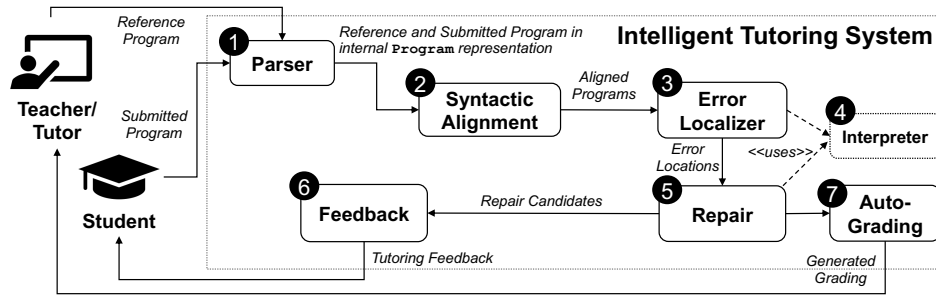 Reference
Program
1
Parser
Reference and Submitted Program in
internal Program representation
Intelligent Tutoring System
Teacher/
Tutor
Submitted
Program
2
Syntactic
Alignment
Aligned
Programs
3
Error
Localizer
4
Interpreter
<<uses>>
Error
Locations
Student
6
Feedback
Repair Candidates
5
Repair
7
Auto-
Grading
Tutoring Feedback
Generated
Grading